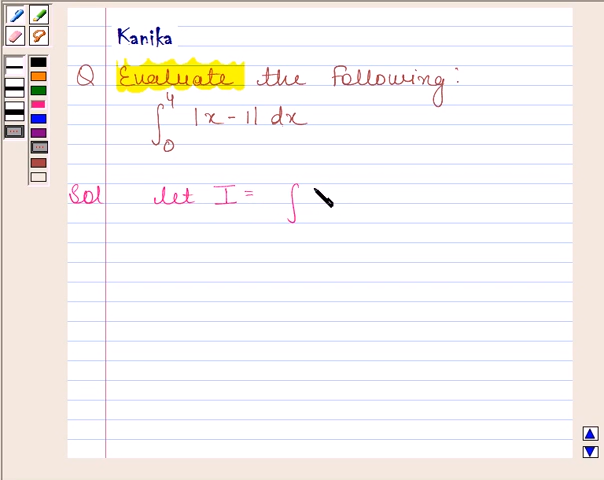 Kanika
Q Evaluate the following:
∫₀⁴ |x - 1| dx
Sol let I = ∫